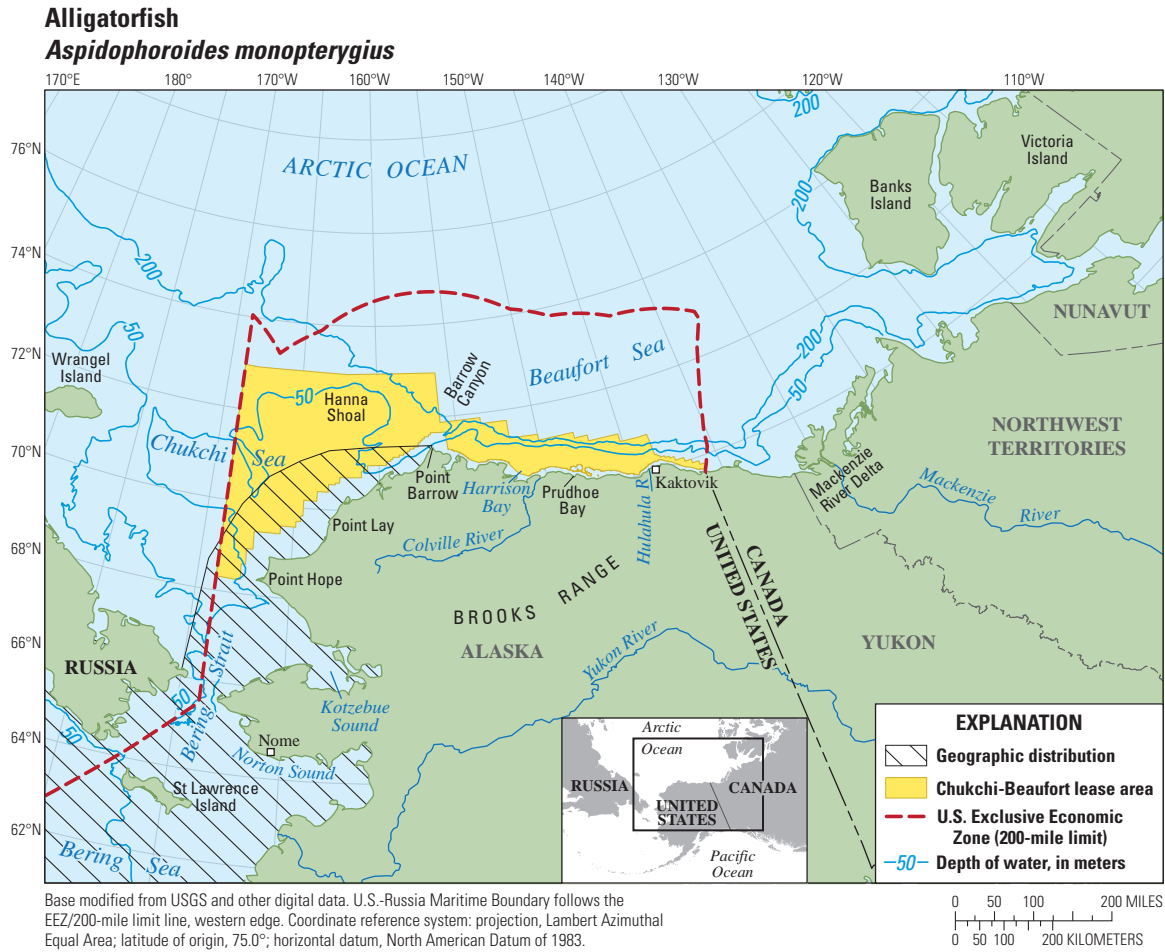 Alligatorfish
Aspidophoroides monopterygius
170°E
180°
170°W
160°W
150°W
140°W
130°W
120°W
110°W
76°N
74°N
72°N
70°N
68°N
66°N
64°N
62°N
ARCTIC OCEAN
200
200
200
Banks
Island
Victoria
Island
NUNAVUT
200
50
Wrangel
Island
Chukchi
Sea
50
Hanna
Shoal
Barrow
Canyon
Beaufort Sea
200
50
NORTHWEST
TERRITORIES
Mackenzie
River Delta
Mackenzie
River
Point
Barrow
Harrison
Bay
Prudhoe
Bay
Hulahula R
Kaktovik
Point Lay
Colville River
Point Hope
BROOKS RANGE
CANADA
UNITED STATES
ALASKA
YUKON
Yukon River
RUSSIA
Bering Strait
50
50
Kotzebue
Sound
Nome
Norton Sound
St Lawrence
Island
Bering Sea
Arctic
Ocean
RUSSIA
UNITED
STATES
CANADA
Pacific
Ocean
EXPLANATION
Geographic distribution
Chukchi-Beaufort lease area
U.S. Exclusive Economic
Zone (200-mile limit)
50 Depth of water, in meters
Base modified from USGS and other digital data. U.S.-Russia Maritime Boundary follows the
EEZ/200-mile limit line, western edge. Coordinate reference system: projection, Lambert Azimuthal
Equal Area; latitude of origin, 75.0°; horizontal datum, North American Datum of 1983.
0 50 100 200 MILES
0 50 100 200 KILOMETERS